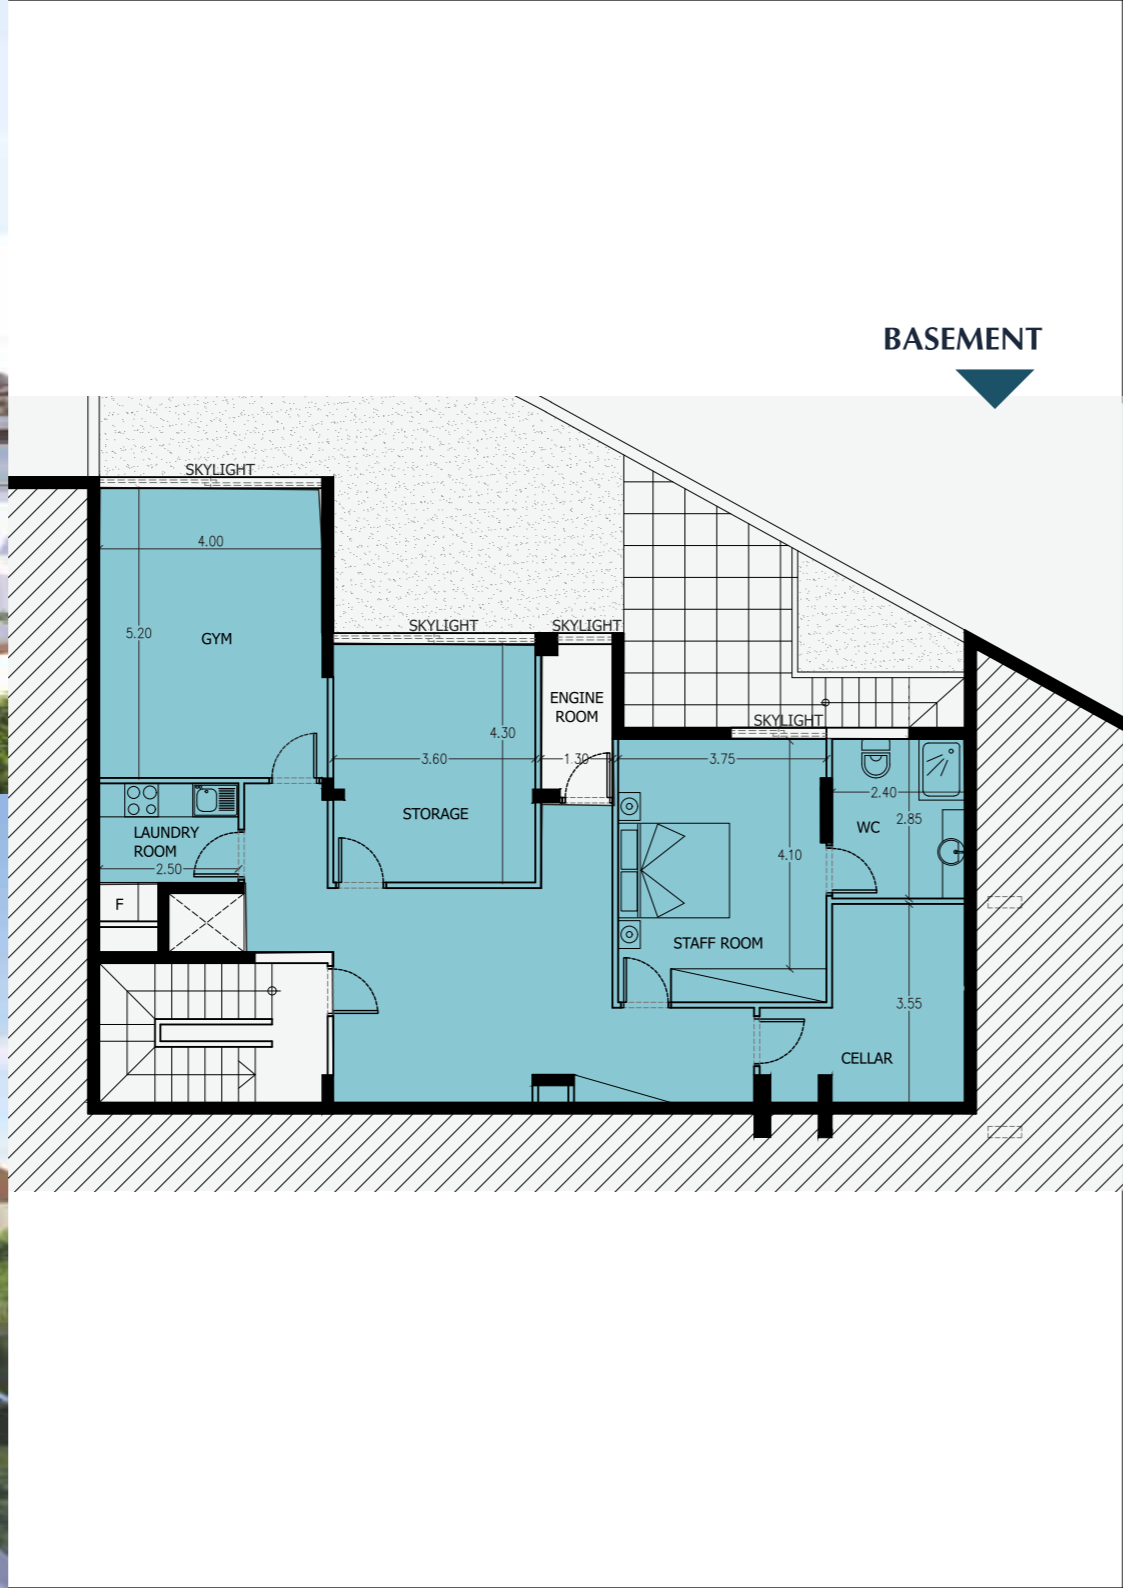 BASEMENT
SKYLIGHT
4.00
5.20
GYM
SKYLIGHT
SKYLIGHT
ENGINE
ROOM
4.30
3.60
1.30
STORAGE
SKYLIGHT
3.75
2.40
2.85
WC
4.10
LAUNDRY
ROOM
2.50
F
STAFF ROOM
3.55
CELLAR